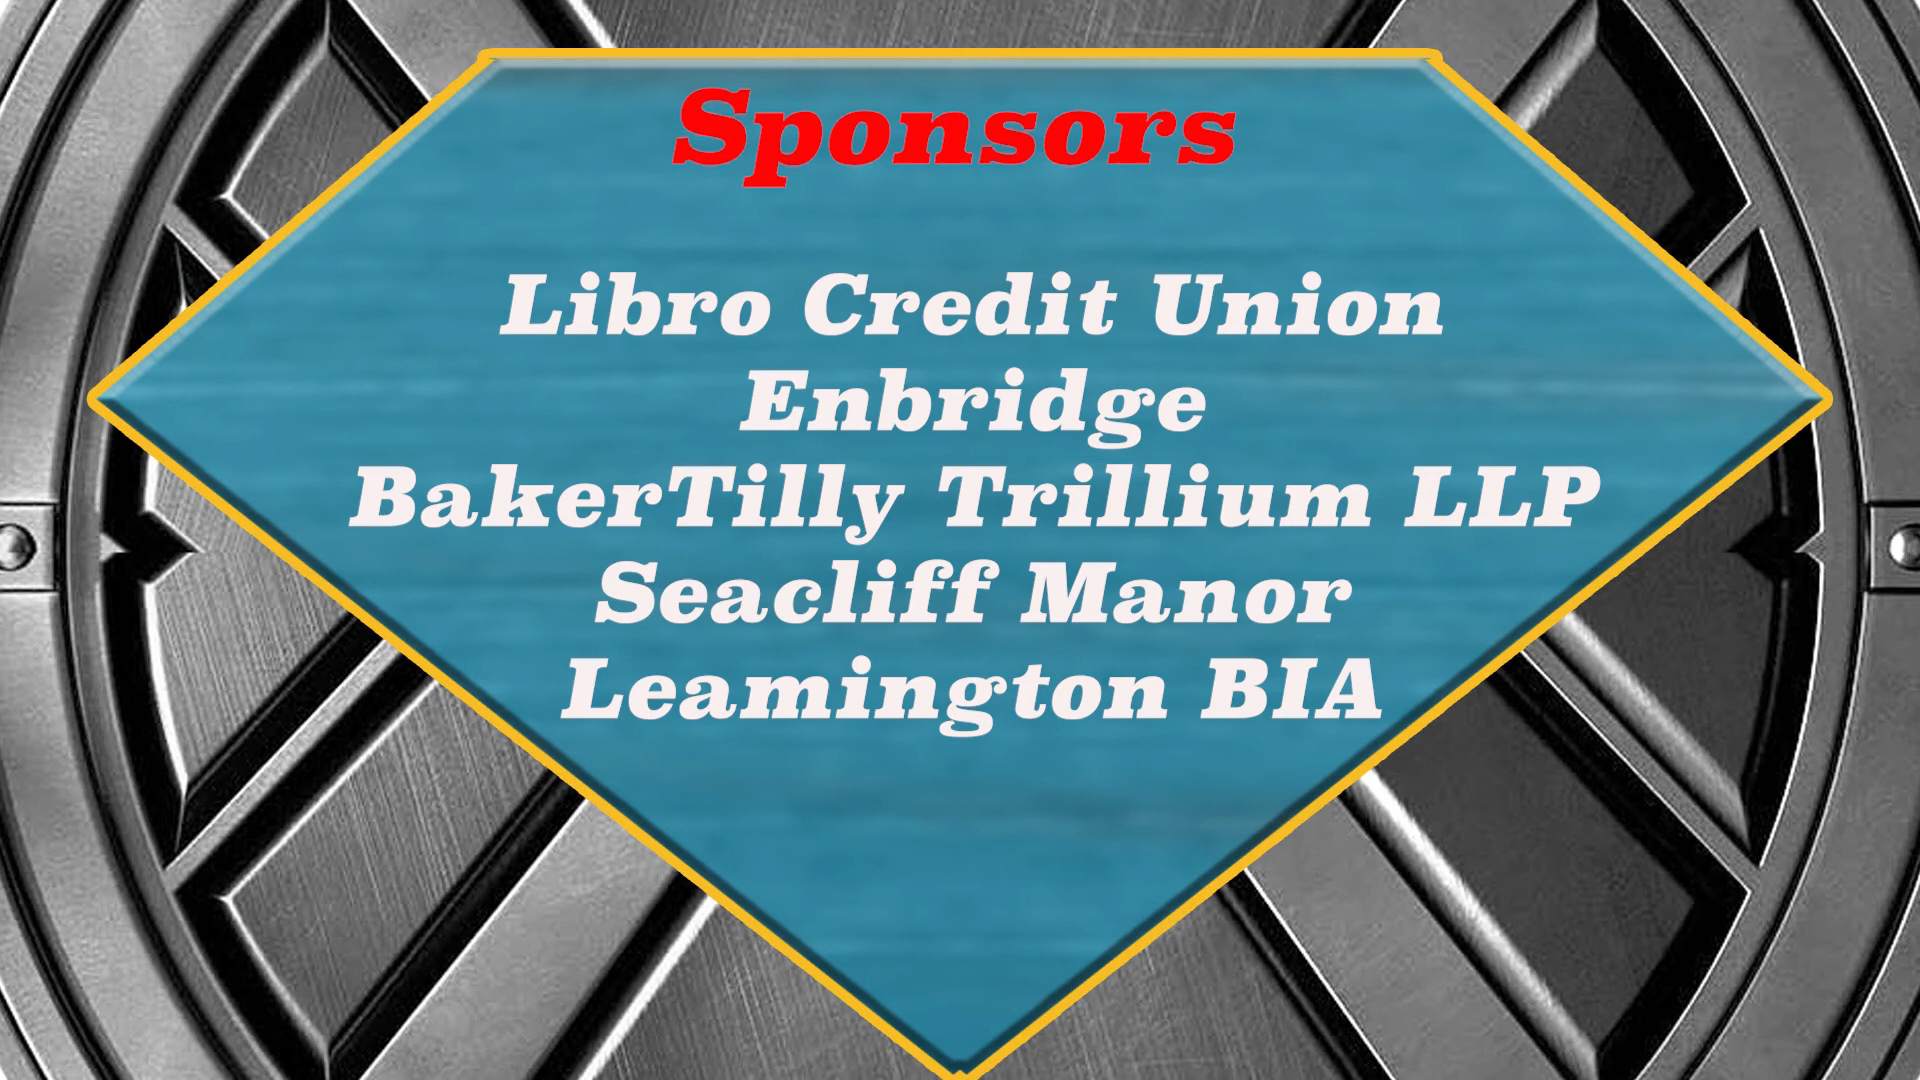 Sponsors
Libro Credit Union
Enbridge
BakerTilly Trillium LLP
Seacliff Manor
Leamington BIA